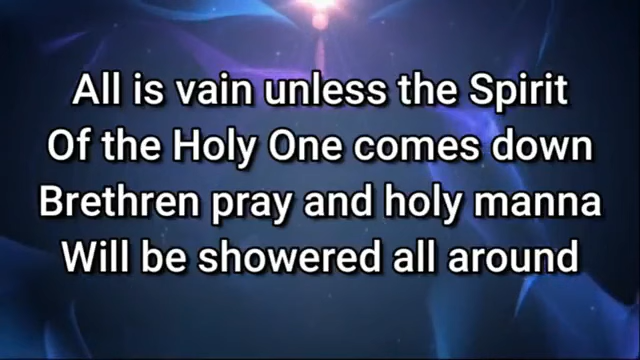 All is vain unless the Spirit
Of the Holy One comes down
Brethren pray and holy manna
Will be showered all around